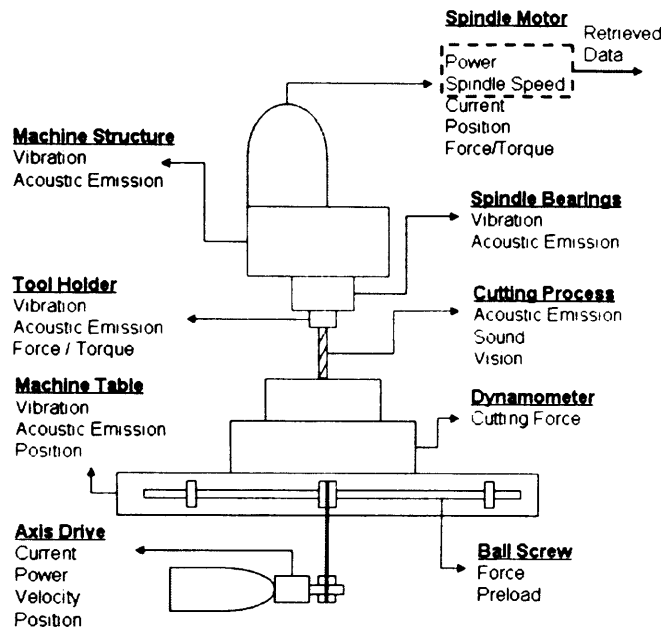 Spindle Motor
Power
Spindle Speed
Current
Position
Force/Torque
Retrieved
Data
Machine Structure
Vibration
Acoustic Emission
Spindle Bearings
Vibration
Acoustic Emission
Tool Holder
Vibration
Acoustic Emission
Force / Torque
Cutting Process
Acoustic Emission
Sound
Vision
Machine Table
Vibration
Acoustic Emission
Position
Dynamometer
Cutting Force
Axis Drive
Current
Power
Velocity
Position
Ball Screw
Force
Preload